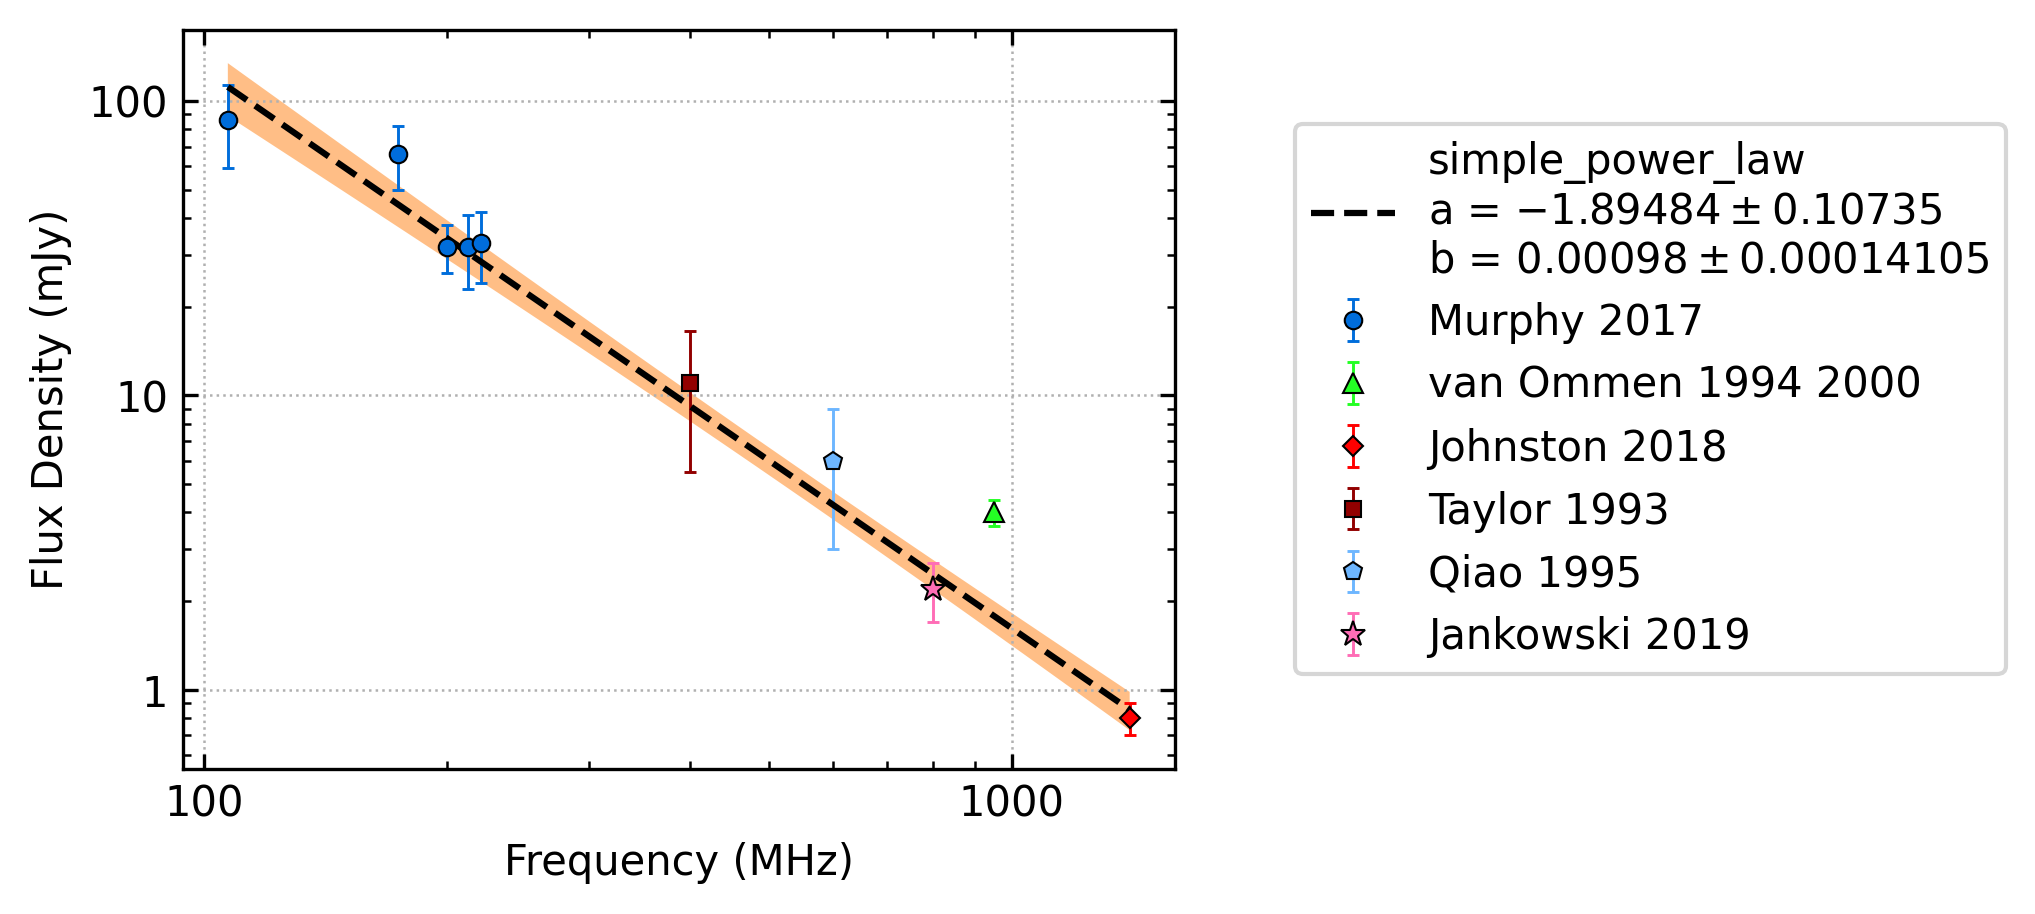 100
10
1
Flux Density (mJy)
100
1000
Frequency (MHz)
simple_power_law
a = −1.89484 ± 0.10735
b = 0.00098 ± 0.00014105
Murphy 2017
van Ommen 1994 2000
Johnston 2018
Taylor 1993
Qiao 1995
Jankowski 2019